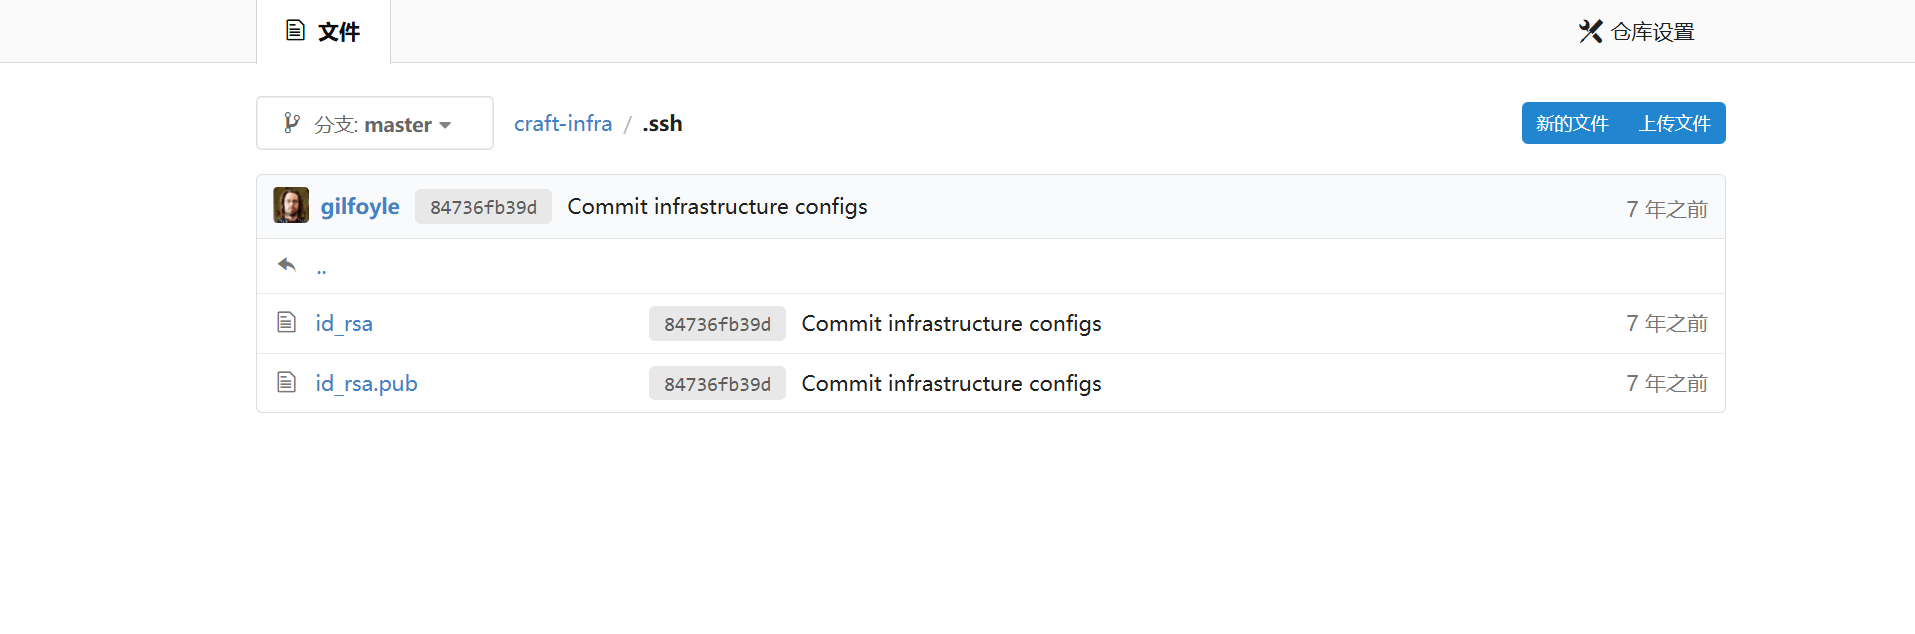 文件 仓库设置
分支: master craft-infra / .ssh 新的文件 上传文件
gilfoyle 84736fb39d Commit infrastructure configs 7 年之前
..
id_rsa 84736fb39d Commit infrastructure configs 7 年之前
id_rsa.pub 84736fb39d Commit infrastructure configs 7 年之前